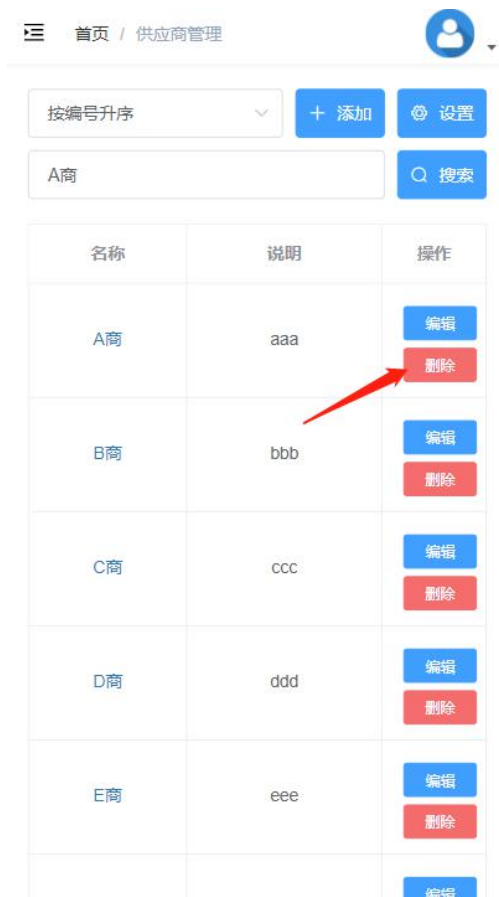 首页 / 供应商管理
按编号升序 添加 设置
A商 搜索
名称 说明 操作
A商 aaa 编辑 删除
B商 bbb 编辑 删除
C商 ccc 编辑 删除
D商 ddd 编辑 删除
E商 eee 编辑 删除
编辑